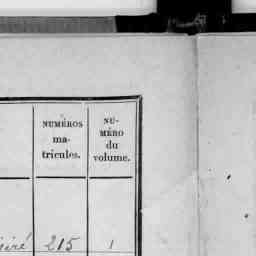 NUMÉROS
ma-
tricules.
NU-
MÉRO
du
volume.
215
1